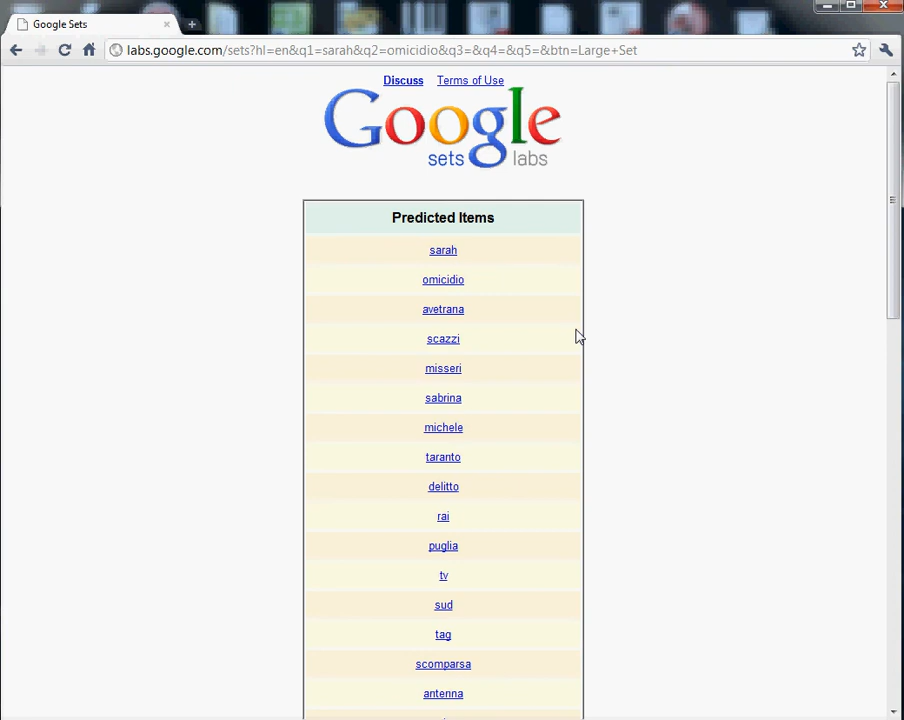 Google Sets
labs.google.com/sets?hl=en&q1=sarah&q2=omicidio&q3=&q4=&q5=&btn=Large+Set
Discuss Terms of Use
Google
sets labs
Predicted Items
sarah
omicidio
avetrana
scazzi
misseri
sabrina
michele
taranto
delitto
rai
puglia
tv
sud
tag
scomparsa
antenna